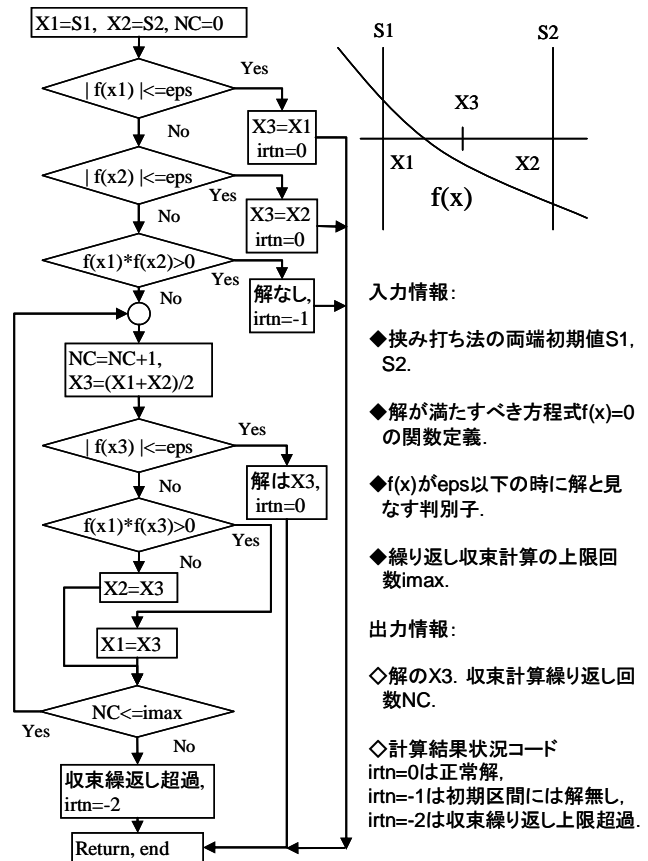 X1=S1, X2=S2, NC=0
| f(x1) |<=eps
Yes
X3=X1
irtn=0
No
| f(x2) |<=eps
Yes
X3=X2
irtn=0
No
f(x1)*f(x2)>0
Yes
解なし,
irtn=-1
No
NC=NC+1,
X3=(X1+X2)/2
| f(x3) |<=eps
Yes
解はX3,
irtn=0
No
f(x1)*f(x3)>0
Yes
No
X2=X3
X1=X3
NC<=imax
Yes
No
収束繰返し超過,
irtn=-2
Return, end
S1
S2
X3
X1
X2
f(x)
入力情報:
◆挟み打ち法の両端初期値S1,
S2.
◆解が満たすべき方程式f(x)=0
の関数定義.
◆f(x)がeps以下の時に解と見
なす判別子.
◆繰り返し収束計算の上限回
数imax.
出力情報:
◇解のX3. 収束計算繰り返し回
数NC.
◇計算結果状況コード
irtn=0は正常解,
irtn=-1は初期区間には解無し,
irtn=-2は収束繰り返し上限超過.